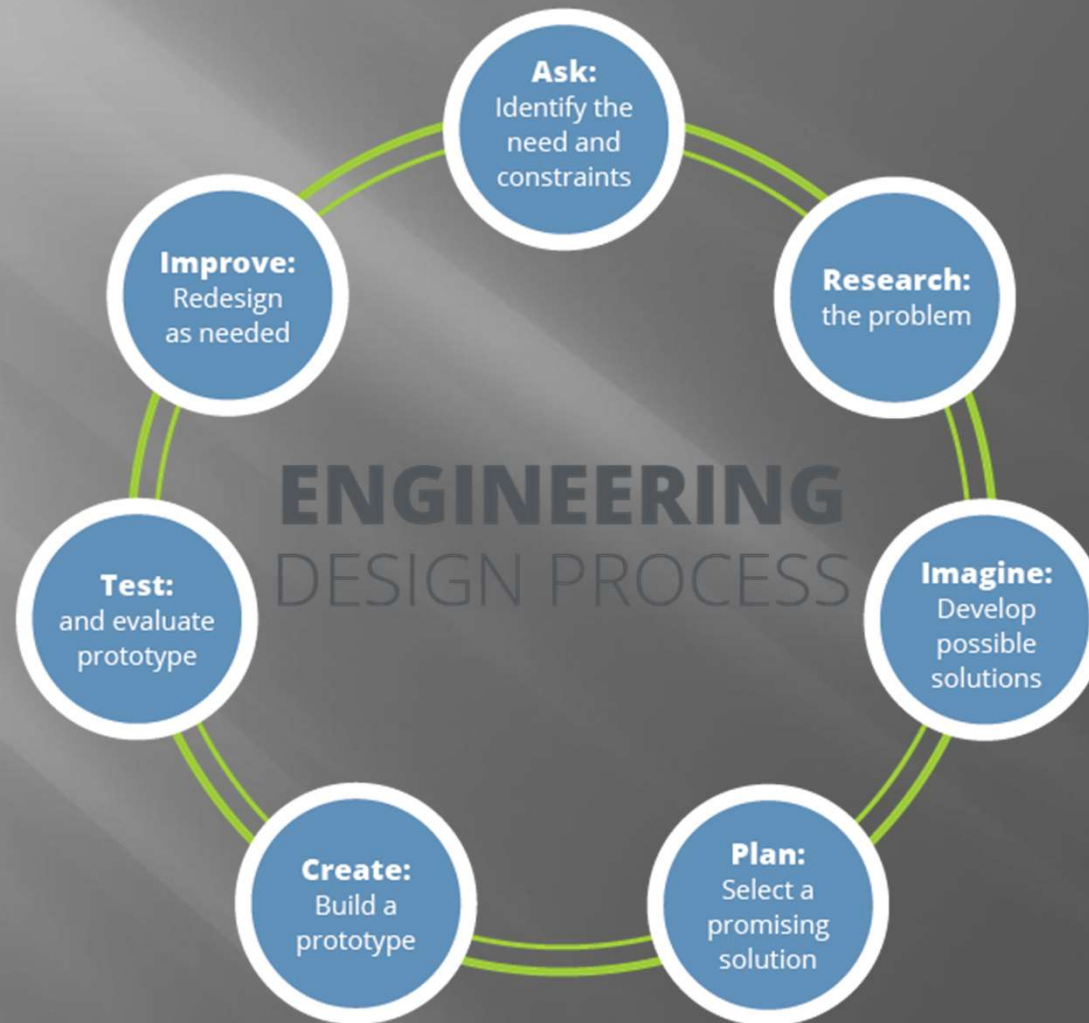 Ask:
Identify the
need and
constraints
Research:
the problem
Imagine:
Develop
possible
solutions
Plan:
Select a
promising
solution
Create:
Build a
prototype
Test:
and evaluate
prototype
Improve:
Redesign
as needed
ENGINEERING
DESIGN PROCESS